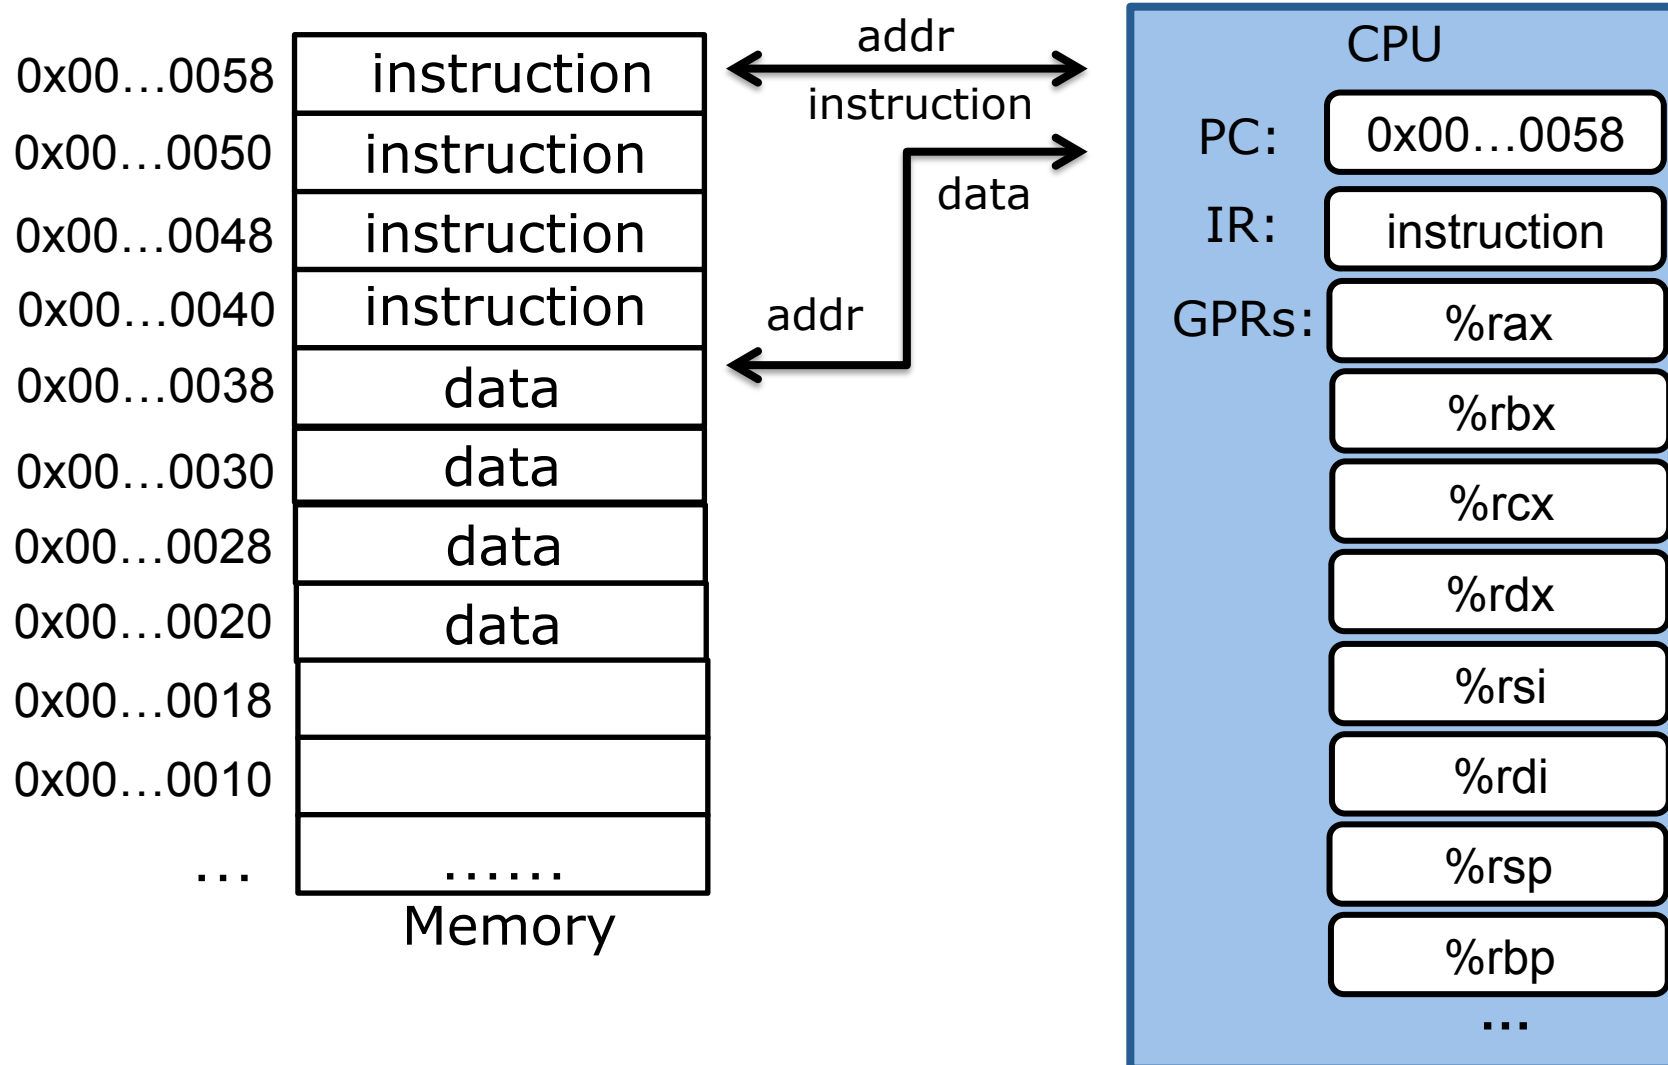 0x00…0058 instruction
0x00…0050 instruction
0x00…0048 instruction
0x00…0040 instruction
0x00…0038 data
0x00…0030 data
0x00…0028 data
0x00…0020 data
0x00…0018
0x00…0010
… ……
Memory
addr
instruction
data
addr
CPU
PC: 0x00…0058
IR: instruction
GPRs: %rax
%rbx
%rcx
%rdx
%rsi
%rdi
%rsp
%rbp
…